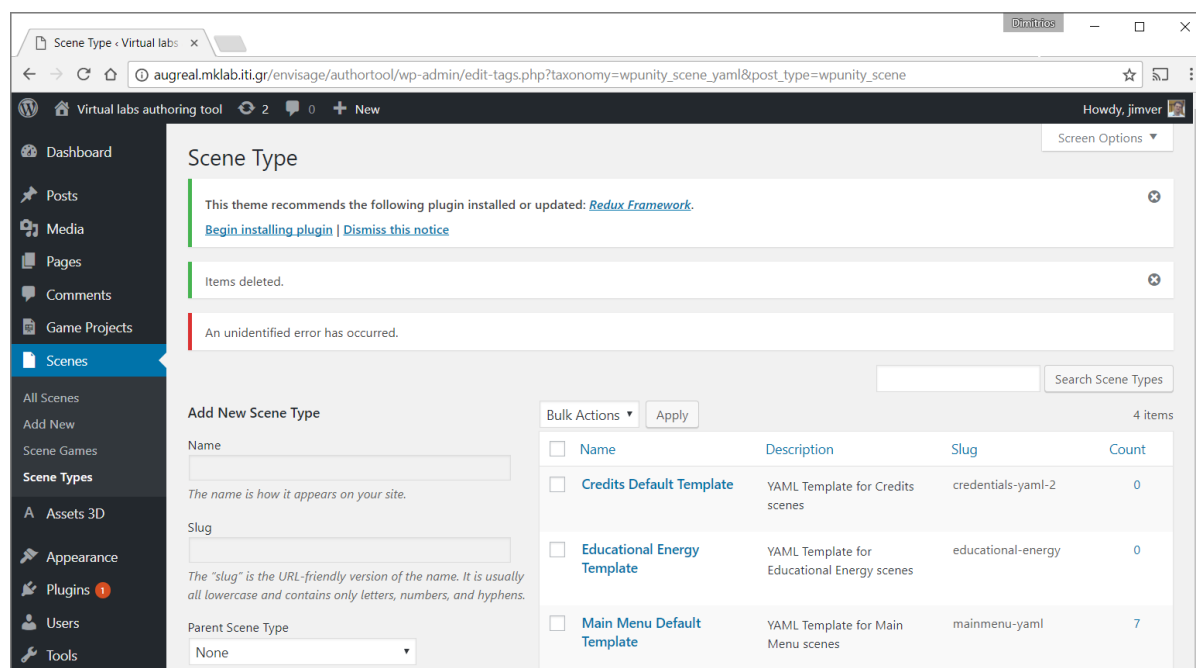 Dimitrios
Scene Type ‹ Virtual labs
augreal.mklab.iti.gr/envisage/authortool/wp-admin/edit-tags.php?taxonomy=wpunity_scene_yaml&post_type=wpunity_scene
Virtual labs authoring tool 2 0 + New Howdy, jimver
Screen Options ▼
Dashboard
Posts
Media
Pages
Comments
Game Projects
Scenes
All Scenes
Add New
Scene Games
Scene Types
A Assets 3D
Appearance
Plugins 1
Users
Tools
Scene Type
This theme recommends the following plugin installed or updated: Redux Framework.
Begin installing plugin | Dismiss this notice
Items deleted.
An unidentified error has occurred.
Search Scene Types
Add New Scene Type
Name
The name is how it appears on your site.
Slug
The "slug" is the URL-friendly version of the name. It is usually
all lowercase and contains only letters, numbers, and hyphens.
Parent Scene Type
None
Bulk Actions Apply 4 items
Name Description Slug Count
Credits Default Template YAML Template for Credits credentials-yaml-2 0
scenes
Educational Energy YAML Template for educational-energy 0
Template Educational Energy scenes
Main Menu Default YAML Template for Main mainmenu-yaml 7
Template Menu scenes